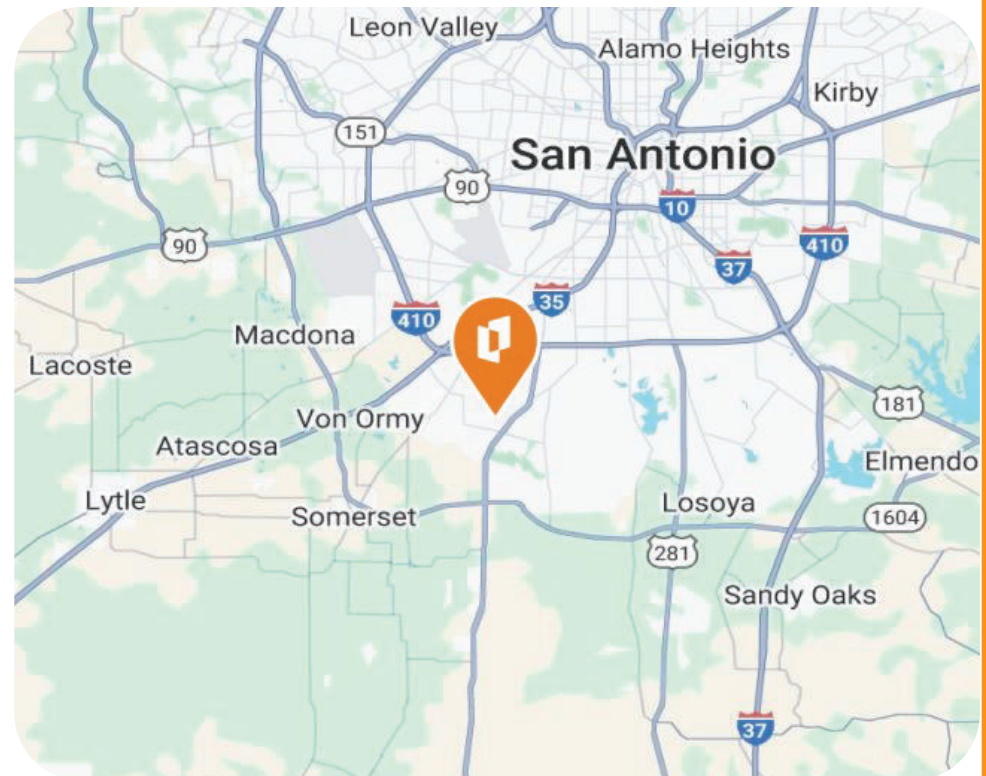 Leon Valley
Alamo Heights
Kirby
151
San Antonio
90
10
90
410
37
35
410
Macdona
Lacoste
181
Von Ormy
Atascosa
Elmendo
Lytle
Losoya
Somerset
1604
281
Sandy Oaks
37